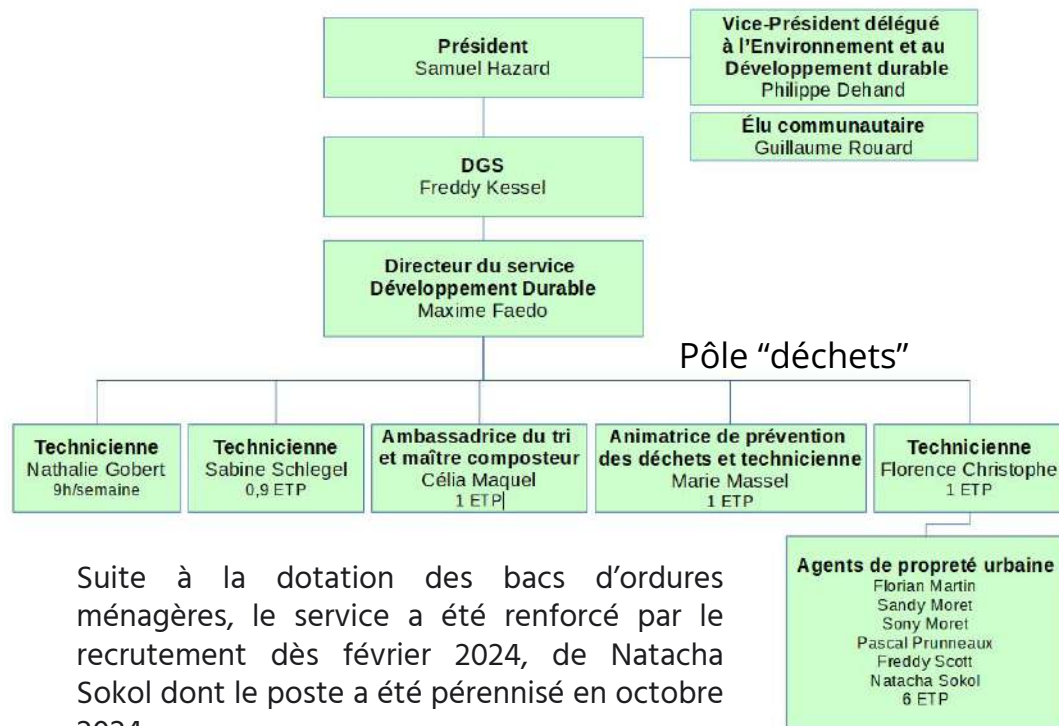 Président
Samuel Hazard
Vice-Président délégué
à l'Environnement et au
Développement durable
Philippe Dehand
Élu communautaire
Guillaume Rouard
DGS
Freddy Kessel
Directeur du service
Développement Durable
Maxime Faedo
Pôle “déchets”
Technicienne
Nathalie Gobert
9h/semaine
Technicienne
Sabine Schlegel
0,9 ETP
Ambassadrice du tri
et maître composteur
Célia Maquel
1 ETP
Animatrice de prévention
des déchets et technicienne
Marie Massel
1 ETP
Technicienne
Florence Christophe
1 ETP
Agents de propreté urbaine
Florian Martin
Sandy Moret
Sony Moret
Pascal Prunneaux
Freddy Scott
Natacha Sokol
6 ETP
Suite à la dotation des bacs d'ordures
ménagères, le service a été renforcé par le
recrutement dès février 2024, de Natacha
Sokol dont le poste a été pérennisé en octobre